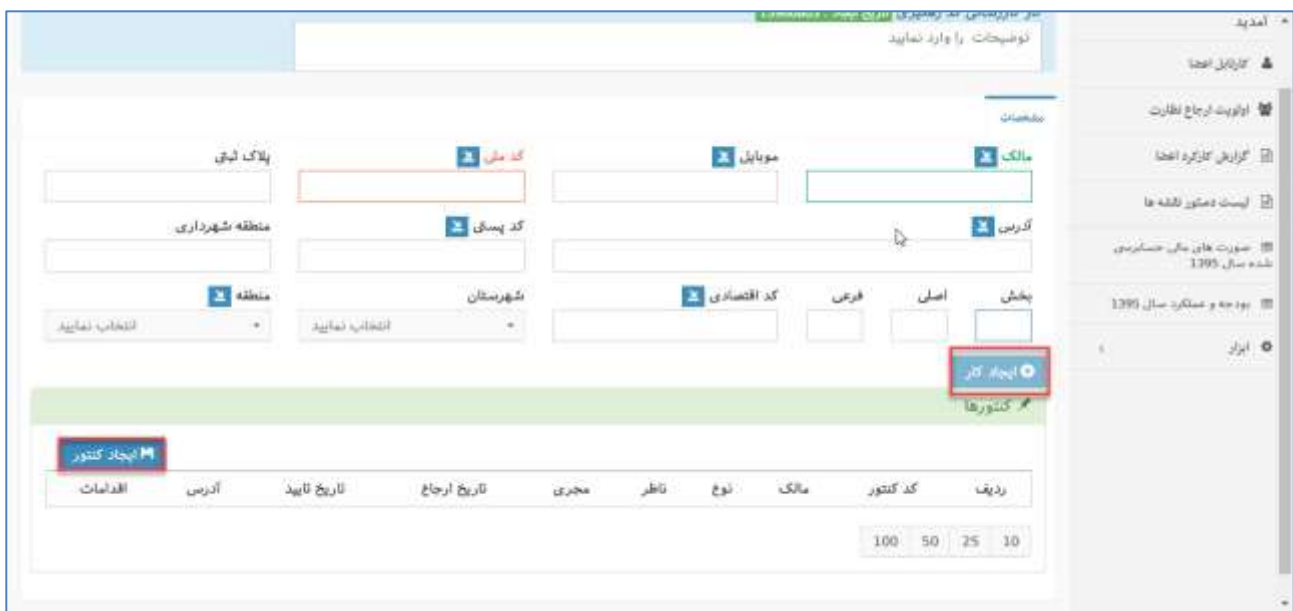 توضیحات را وارد نمایید
مشخصات
مالک
موبایل
کد ملی
پلاک ثبتی
آدرس
کد پستی
منطقه شهرداری
بخش
اصلی
فرعی
کد اقتصادی
شهرستان
منطقه
انتخاب نمایید
انتخاب نمایید
ایجاد کار
کنتورها
ایجاد کنتور
ردیف کد کنتور مالک نوع ناظر مجری تاریخ ارجاع تاریخ تایید آدرس اقدامات
10 25 50 100
آمدید
کارتابل اعضا
اولویت ارجاع نظارت
گزارش کارکرد اعضا
لیست دستور نقشه ها
صورت های مالی حسابرسی
شده سال 1395
بودجه و عملکرد سال 1395
ابزار